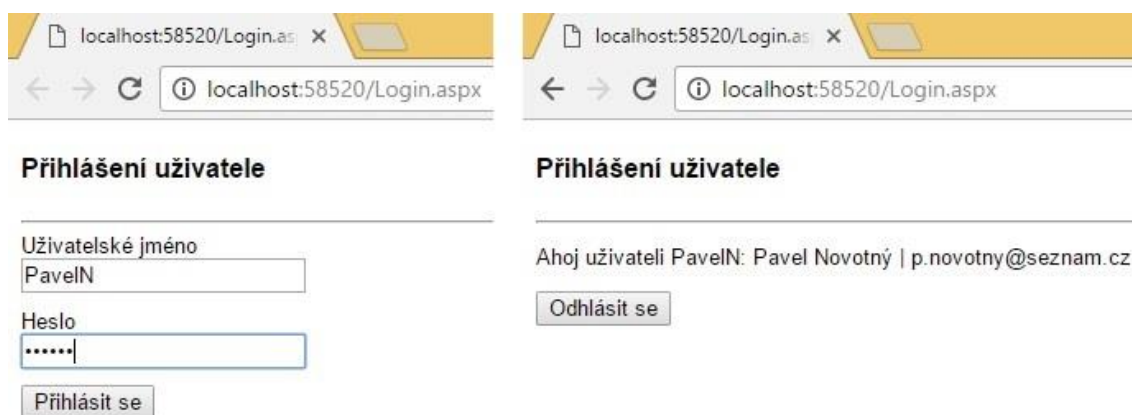 localhost:58520/Login.as
localhost:58520/Login.aspx
Přihlášení uživatele
Uživatelské jméno
PavelN
Heslo
••••••
Přihlásit se
localhost:58520/Login.as
localhost:58520/Login.aspx
Přihlášení uživatele
Ahoj uživateli PavelN: Pavel Novotný | p.novotny@seznam.cz
Odhlásit se